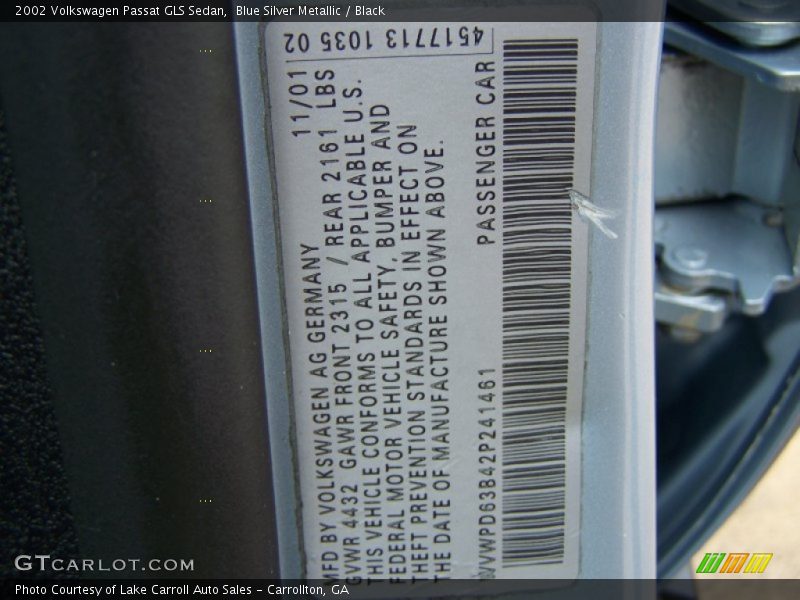 2002 Volkswagen Passat GLS Sedan, Blue Silver Metallic / Black
4517713 1035 02
MFD BY VOLKSWAGEN AG GERMANY 11/01
GVWR 4432 GAWR FRONT 2315 / REAR 2161 LBS
THIS VEHICLE CONFORMS TO ALL APPLICABLE U.S.
FEDERAL MOTOR VEHICLE SAFETY, BUMPER AND
THEFT PREVENTION STANDARDS IN EFFECT ON
THE DATE OF MANUFACTURE SHOWN ABOVE.
WVWPD63B42P241461 PASSENGER CAR
GTCARLOT.COM
Photo Courtesy of Lake Carroll Auto Sales - Carrollton, GA